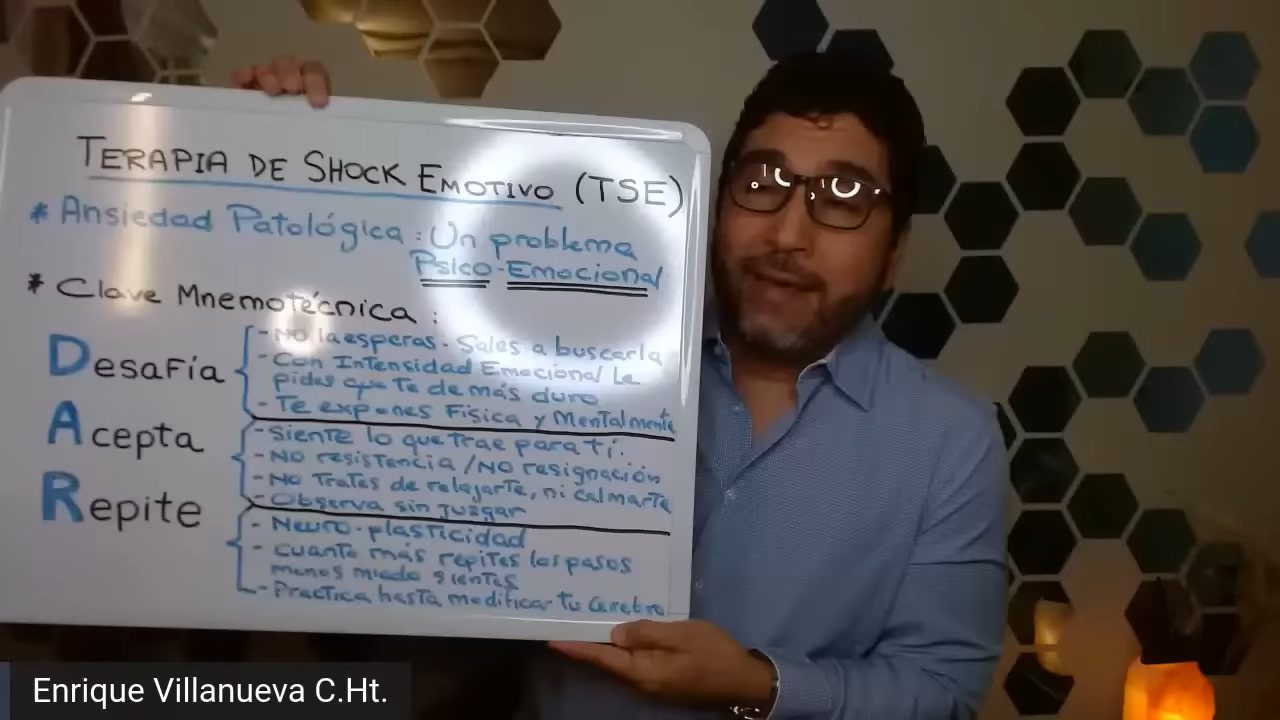 TERAPIA DE SHOCK EMOTIVO (TSE)
* Ansiedad Patológica: Un problema
Psico-Emocional
* Clave Mnemotécnica:
Desafía
- No la esperas. Sales a buscarla
- Con Intensidad Emocional Le
pides que Te de más duro
- Te expones Física y Mentalmente
Acepta
- Siente lo que trae para tí.
- No resistencia / No resignación
- No Trates de relajarte, ni calmarte
- Observa sin juzgar
Repite
- Neuro-plasticidad
- cuanto más repites los pasos
menos miedo sientes
- Practica hasta modificar tu cerebro
Enrique Villanueva C.Ht.